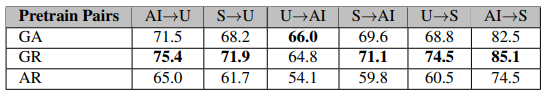 Pretrain Pairs AI→U S→U U→AI S→AI U→S AI→S
GA 71.5 68.2 66.0 69.6 68.8 82.5
GR 75.4 71.9 64.8 71.1 74.5 85.1
AR 65.0 61.7 54.1 59.8 60.5 74.5